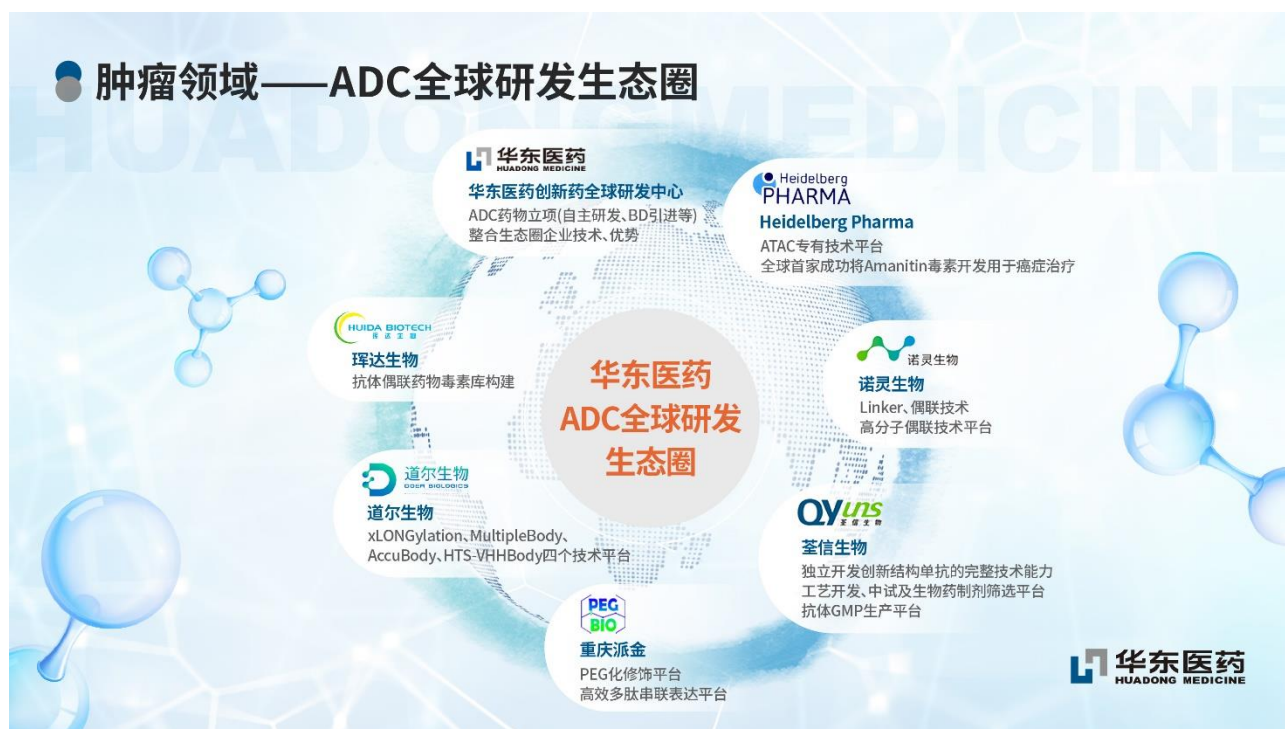 HUADONG MEDICINE
肿瘤领域——ADC全球研发生态圈
华东医药
HUADONG MEDICINE
华东医药创新药全球研发中心
ADC药物立项(自主研发、BD引进等)
整合生态圈企业技术、优势
Heidelberg
PHARMA
Heidelberg Pharma
ATAC专有技术平台
全球首家成功将Amanitin毒素开发用于癌症治疗
HUIDA BIOTECH
珲达生物
珲达生物
抗体偶联药物毒素库构建
诺灵生物
诺灵生物
Linker、偶联技术
高分子偶联技术平台
华东医药
ADC全球研发
生态圈
道尔生物
DOER BIOLOGICS
道尔生物
xLONGylation、MultipleBody、
AccuBody、HTS-VHHBody四个技术平台
QYuns
荃信生物
荃信生物
独立开发创新结构单抗的完整技术能力
工艺开发、中试及生物药制剂筛选平台
抗体GMP生产平台
PEG
BIO
重庆派金
PEG化修饰平台
高效多肽串联表达平台
华东医药
HUADONG MEDICINE